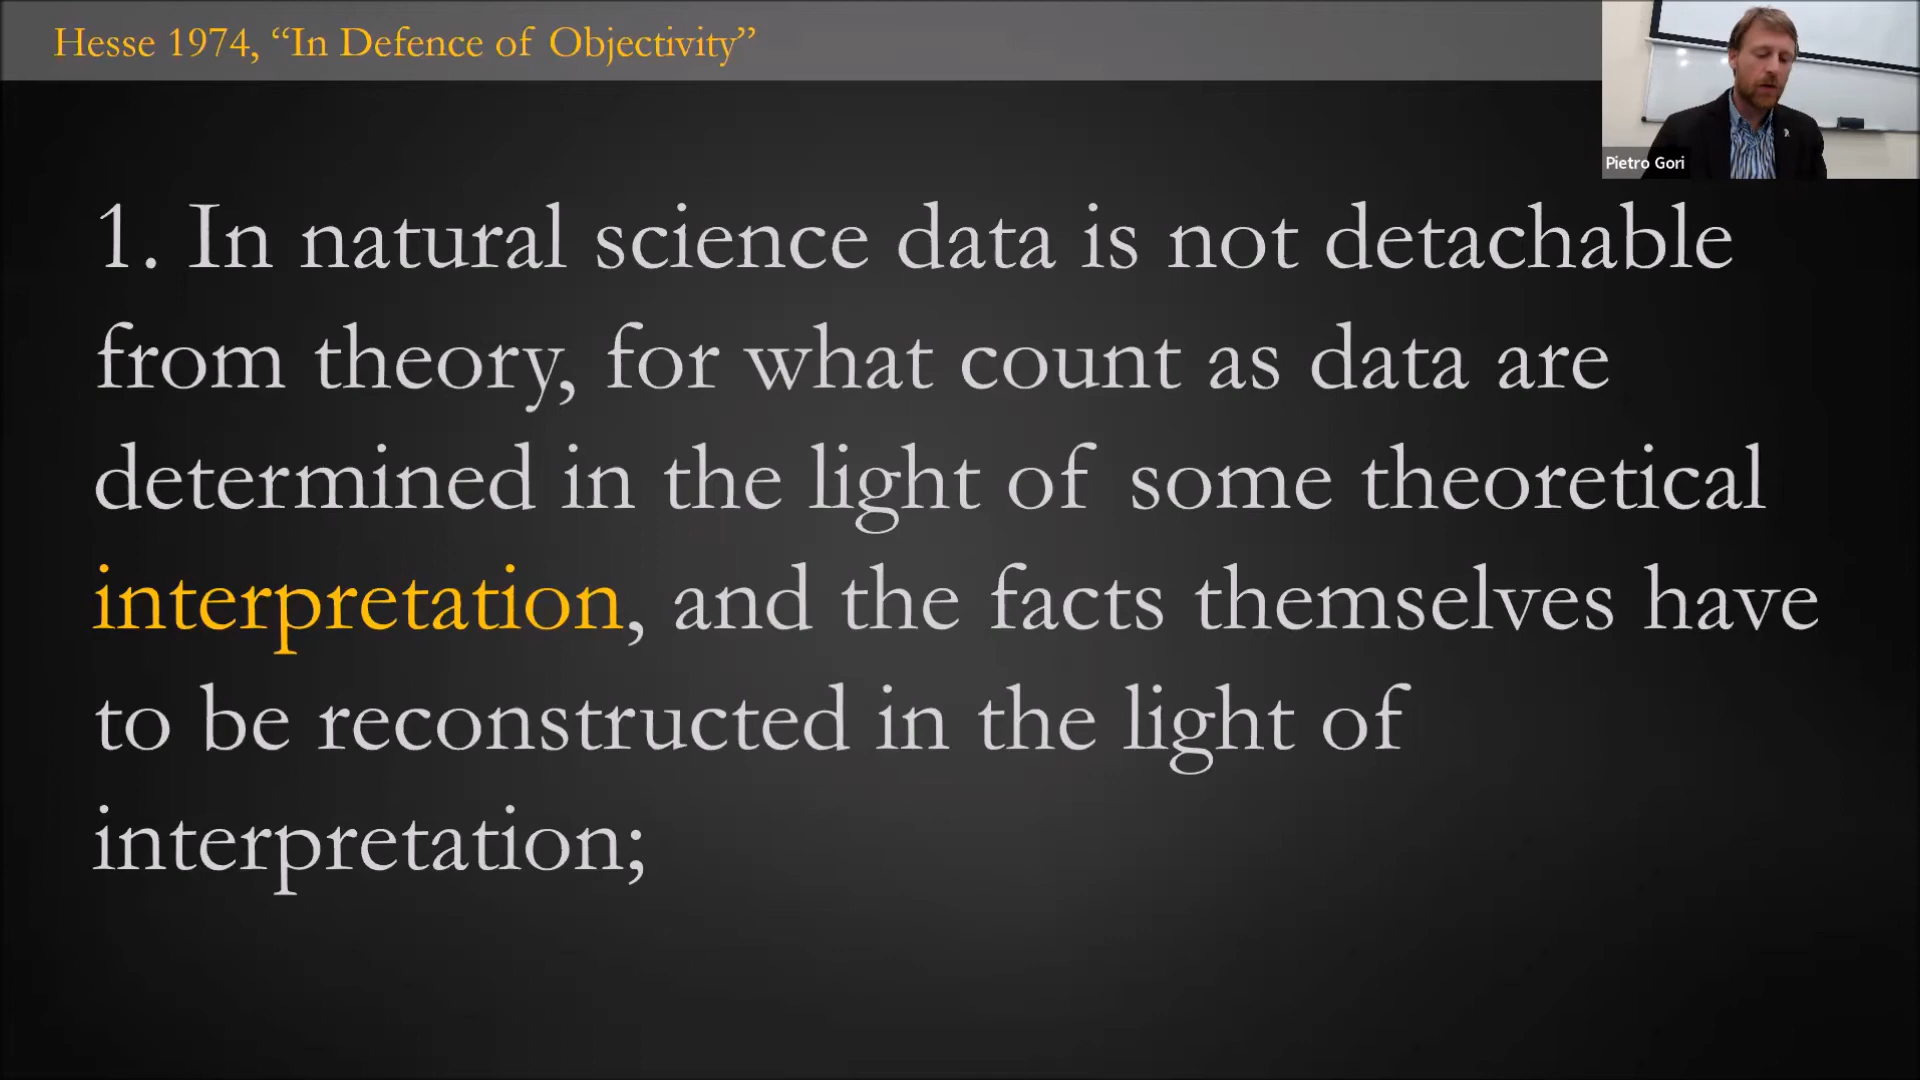 Hesse 1974, “In Defence of Objectivity”
Pietro Gori
1. In natural science data is not detachable
from theory, for what count as data are
determined in the light of some theoretical
interpretation, and the facts themselves have
to be reconstructed in the light of
interpretation;